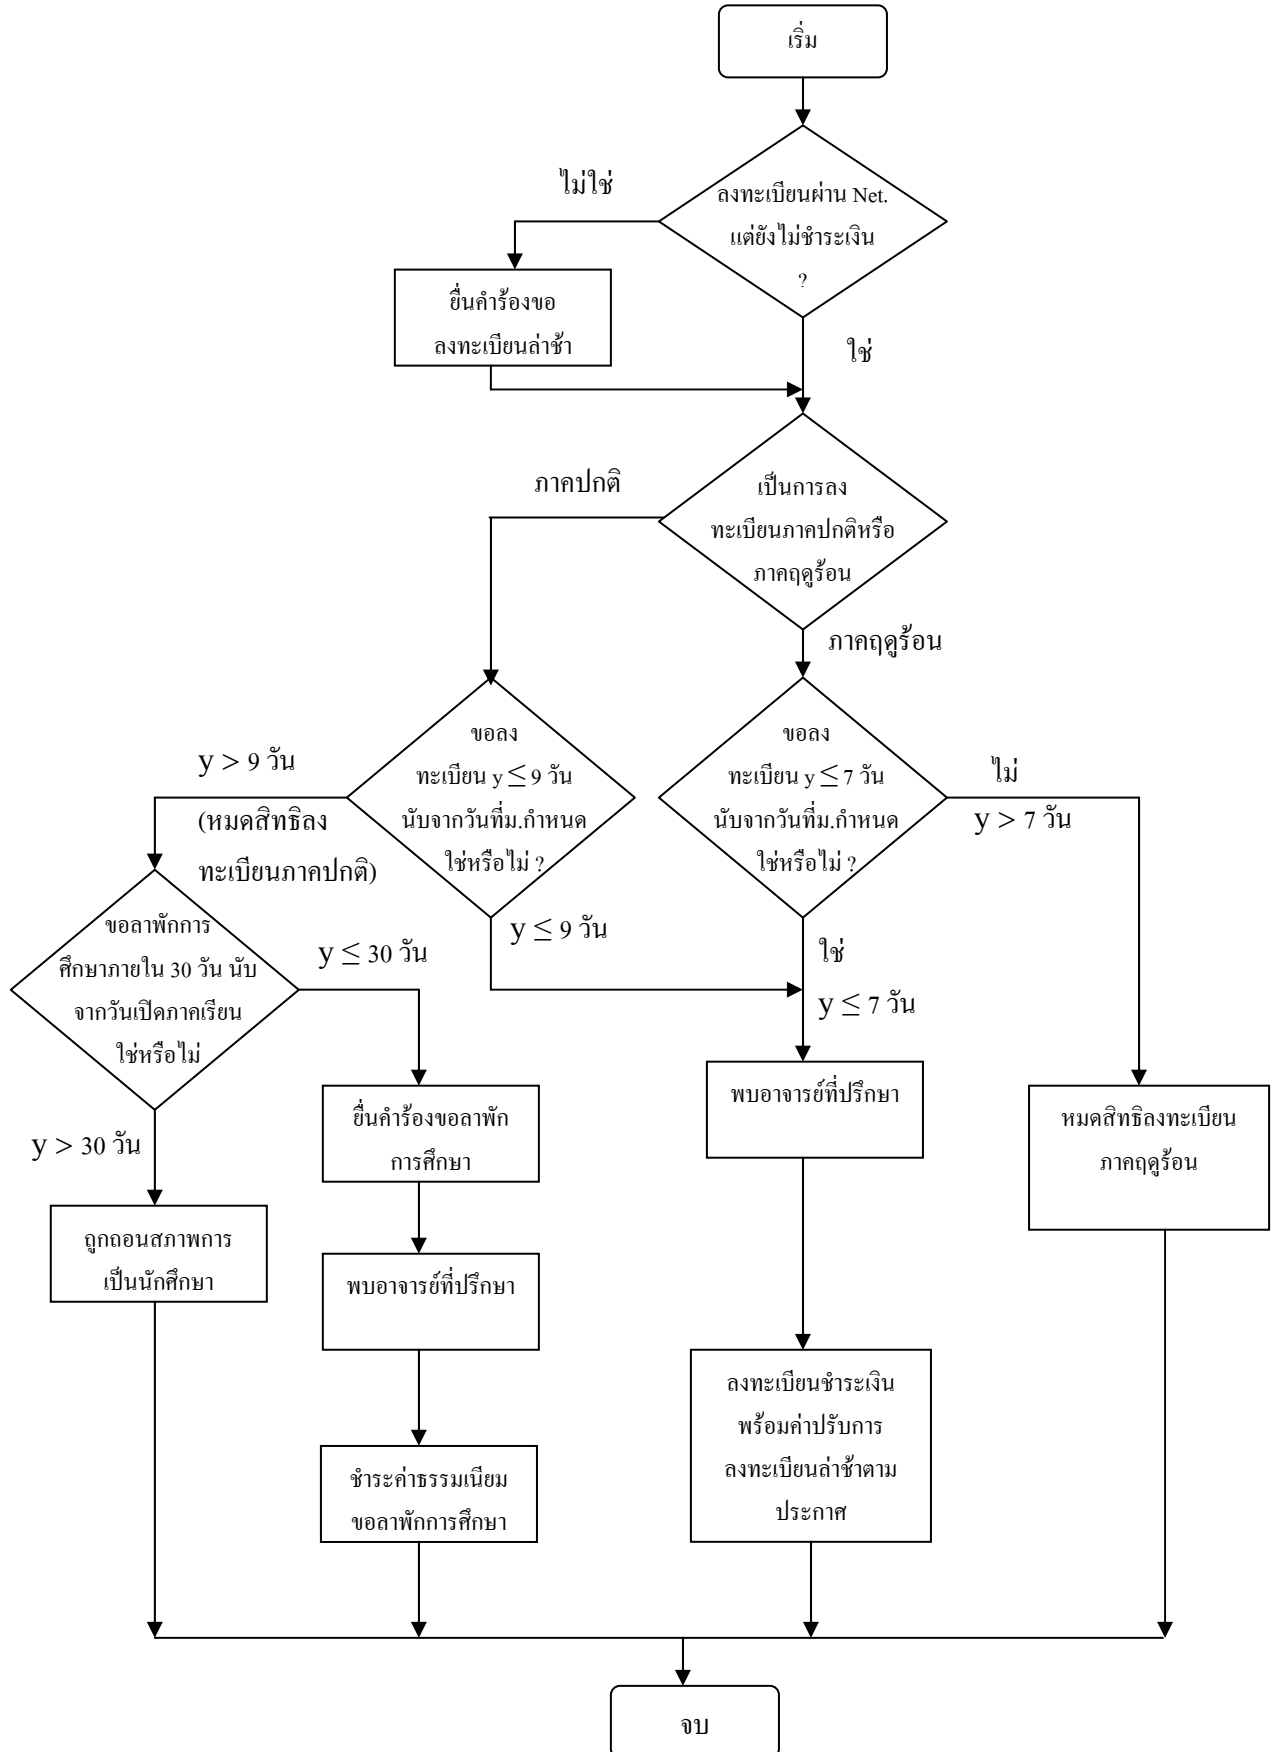 เริ่ม
ไม่ใช่
ลงทะเบียนผ่าน Net.
แต่ยังไม่ชำระเงิน
?
ยื่นคำร้องขอ
ลงทะเบียนล่าช้า
ใช่
ภาคปกติ
เป็นการลง
ทะเบียนภาคปกติหรือ
ภาคฤดูร้อน
ภาคฤดูร้อน
y > 9 วัน
(หมดสิทธิลง
ทะเบียนภาคปกติ)
ขอลง
ทะเบียน y ≤ 9 วัน
นับจากวันที่ม.กำหนด
ใช่หรือไม่ ?
ขอลง
ทะเบียน y ≤ 7 วัน
นับจากวันที่ม.กำหนด
ใช่หรือไม่ ?
ไม่
y > 7 วัน
ขอลาพักการ
ศึกษาภายใน 30 วัน นับ
จากวันเปิดภาคเรียน
ใช่หรือไม่
y ≤ 30 วัน
y ≤ 9 วัน
ใช่
y ≤ 7 วัน
y > 30 วัน
ยื่นคำร้องขอลาพัก
การศึกษา
พบอาจารย์ที่ปรึกษา
หมดสิทธิลงทะเบียน
ภาคฤดูร้อน
ถูกถอนสภาพการ
เป็นนักศึกษา
พบอาจารย์ที่ปรึกษา
ลงทะเบียนชำระเงิน
พร้อมค่าปรับการ
ลงทะเบียนล่าช้าตาม
ประกาศ
ชำระค่าธรรมเนียม
ขอลาพักการศึกษา
จบ